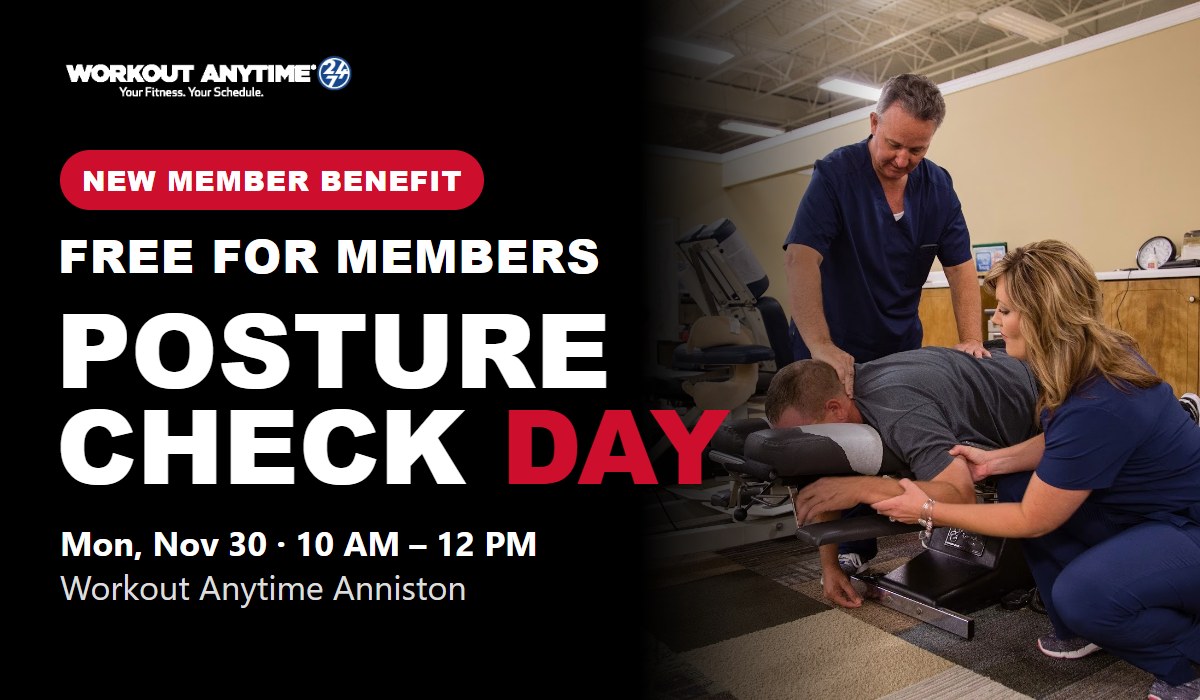 WORKOUT ANYTIME 24/7
Your Fitness. Your Schedule.
NEW MEMBER BENEFIT
FREE FOR MEMBERS
POSTURE
CHECK DAY
Mon, Nov 30 · 10 AM – 12 PM
Workout Anytime Anniston